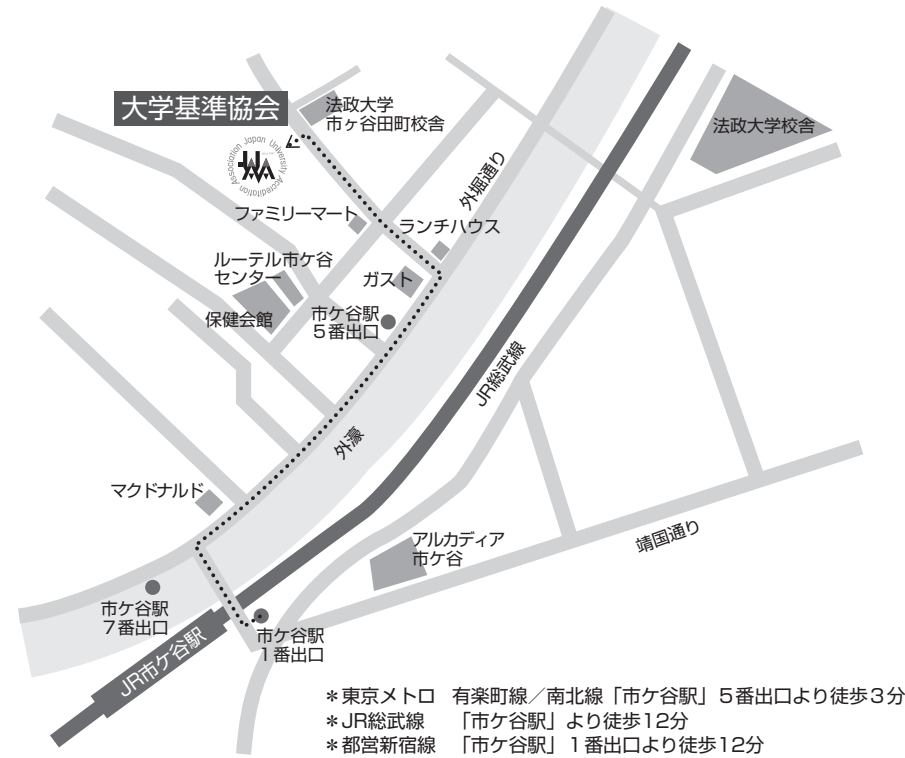 大学基準協会
法政大学
市ヶ谷田町校舎
法政大学校舎
Japan University Accreditation Association
外堀通り
ファミリーマート
ランチハウス
ルーテル市ケ谷
センター
ガスト
保健会館
市ケ谷駅
５番出口
JR総武線
外濠
マクドナルド
アルカディア
市ケ谷
靖国通り
市ケ谷駅
７番出口
市ケ谷駅
１番出口
JR市ケ谷駅
＊東京メトロ　有楽町線／南北線「市ケ谷駅」５番出口より徒歩３分
＊JR総武線　「市ケ谷駅」より徒歩12分
＊都営新宿線　「市ケ谷駅」１番出口より徒歩12分